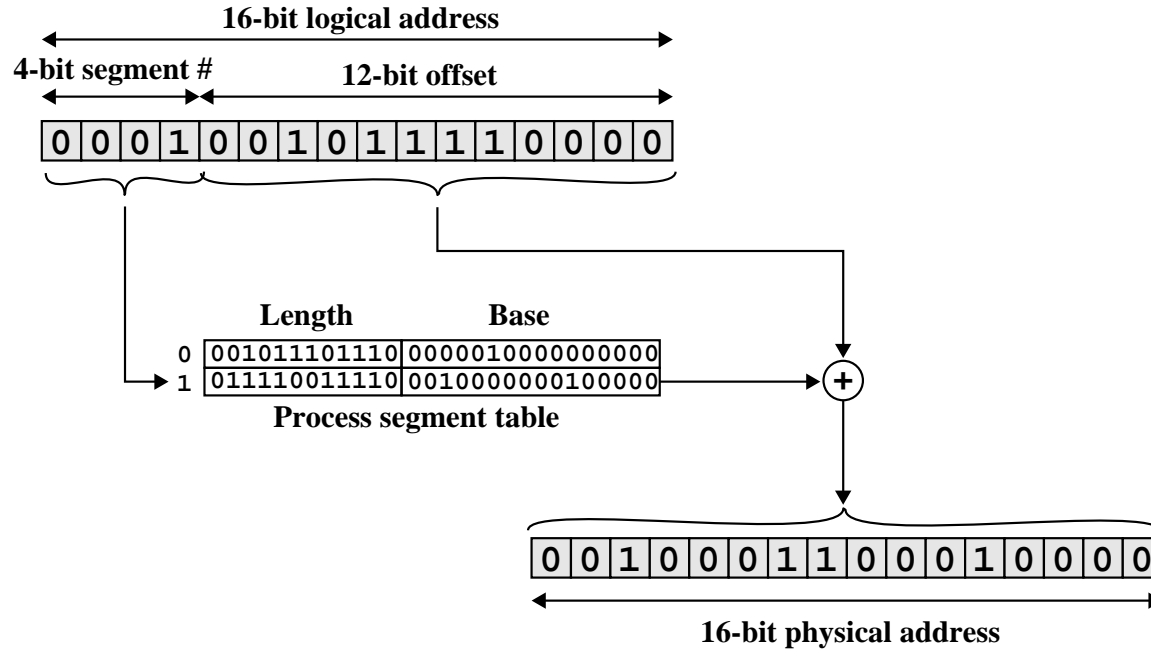 16-bit logical address
4-bit segment # 12-bit offset
0 0 0 1 0 0 1 0 1 1 1 1 0 0 0 0
Length Base
0 001011101110 0000010000000000
1 011110011110 0010000000100000
Process segment table
+
0 0 1 0 0 0 1 1 0 0 0 1 0 0 0 0
16-bit physical address